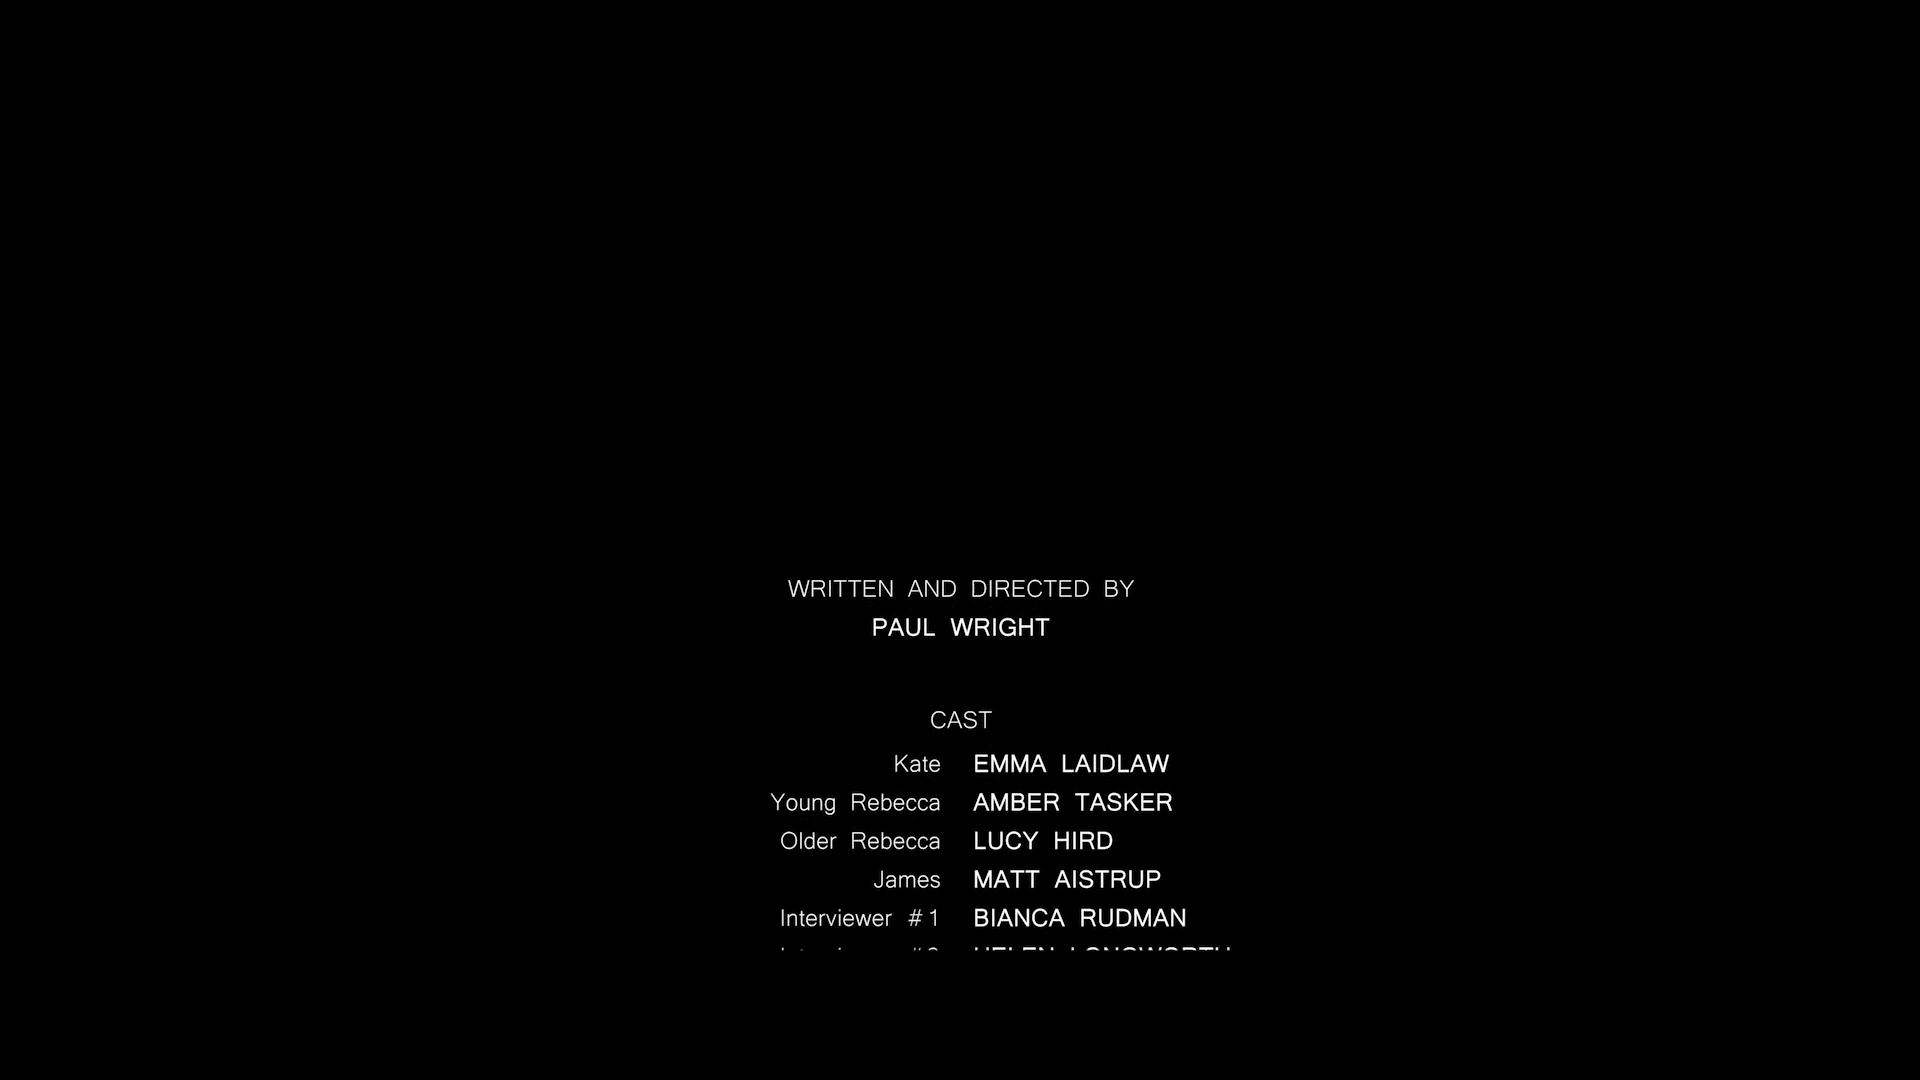 WRITTEN AND DIRECTED BY
PAUL WRIGHT
CAST
Kate EMMA LAIDLAW
Young Rebecca AMBER TASKER
Older Rebecca LUCY HIRD
James MATT AISTRUP
Interviewer #1 BIANCA RUDMAN